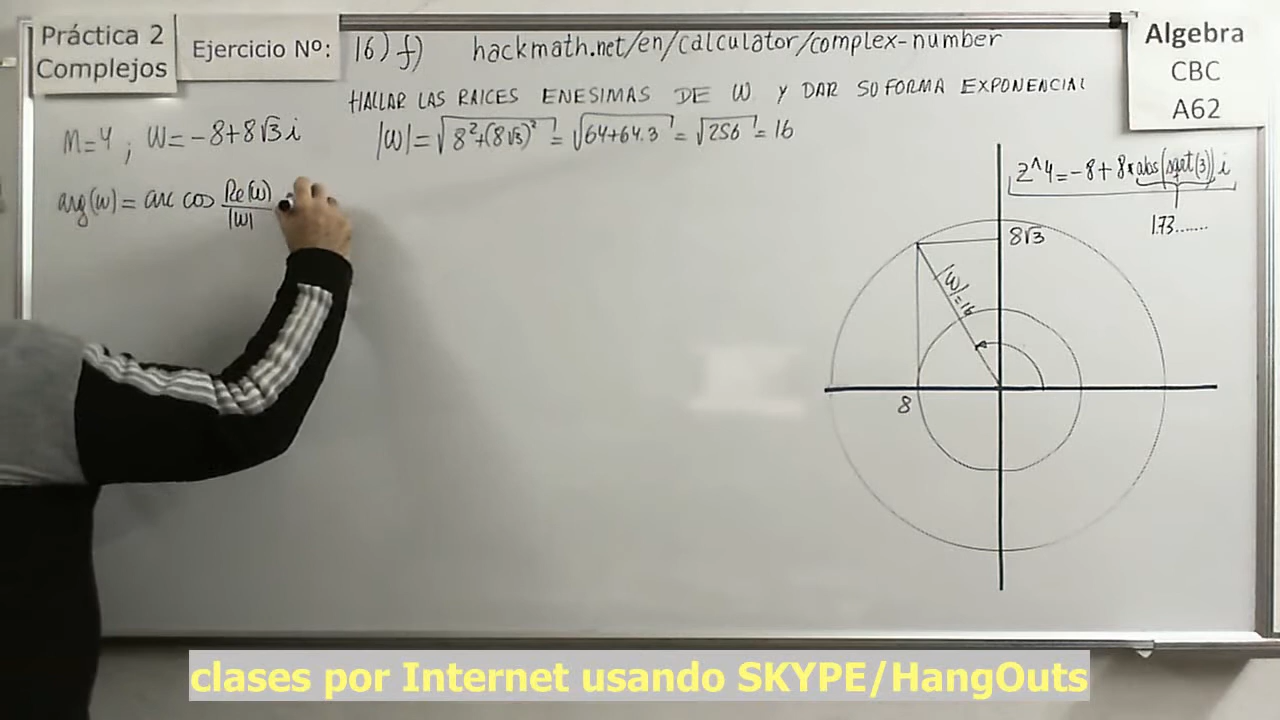 Práctica 2
Complejos
Ejercicio Nº:
16) f)
hackmath.net/en/calculator/complex-number
Algebra
CBC
A62
HALLAR LAS RAICES ENESIMAS DE W Y DAR SU FORMA EXPONENCIAL
M=4 ; W= -8+8√3 i
|W|= √8²+(8√3)² = √64+64.3 = √256 = 16
z^4=-8+8*abs(sqrt(3))i
1.73.......
arg(w) = arc cos Re(w)
|w|
8√3
|W|=16
8
clases por Internet usando SKYPE/HangOuts